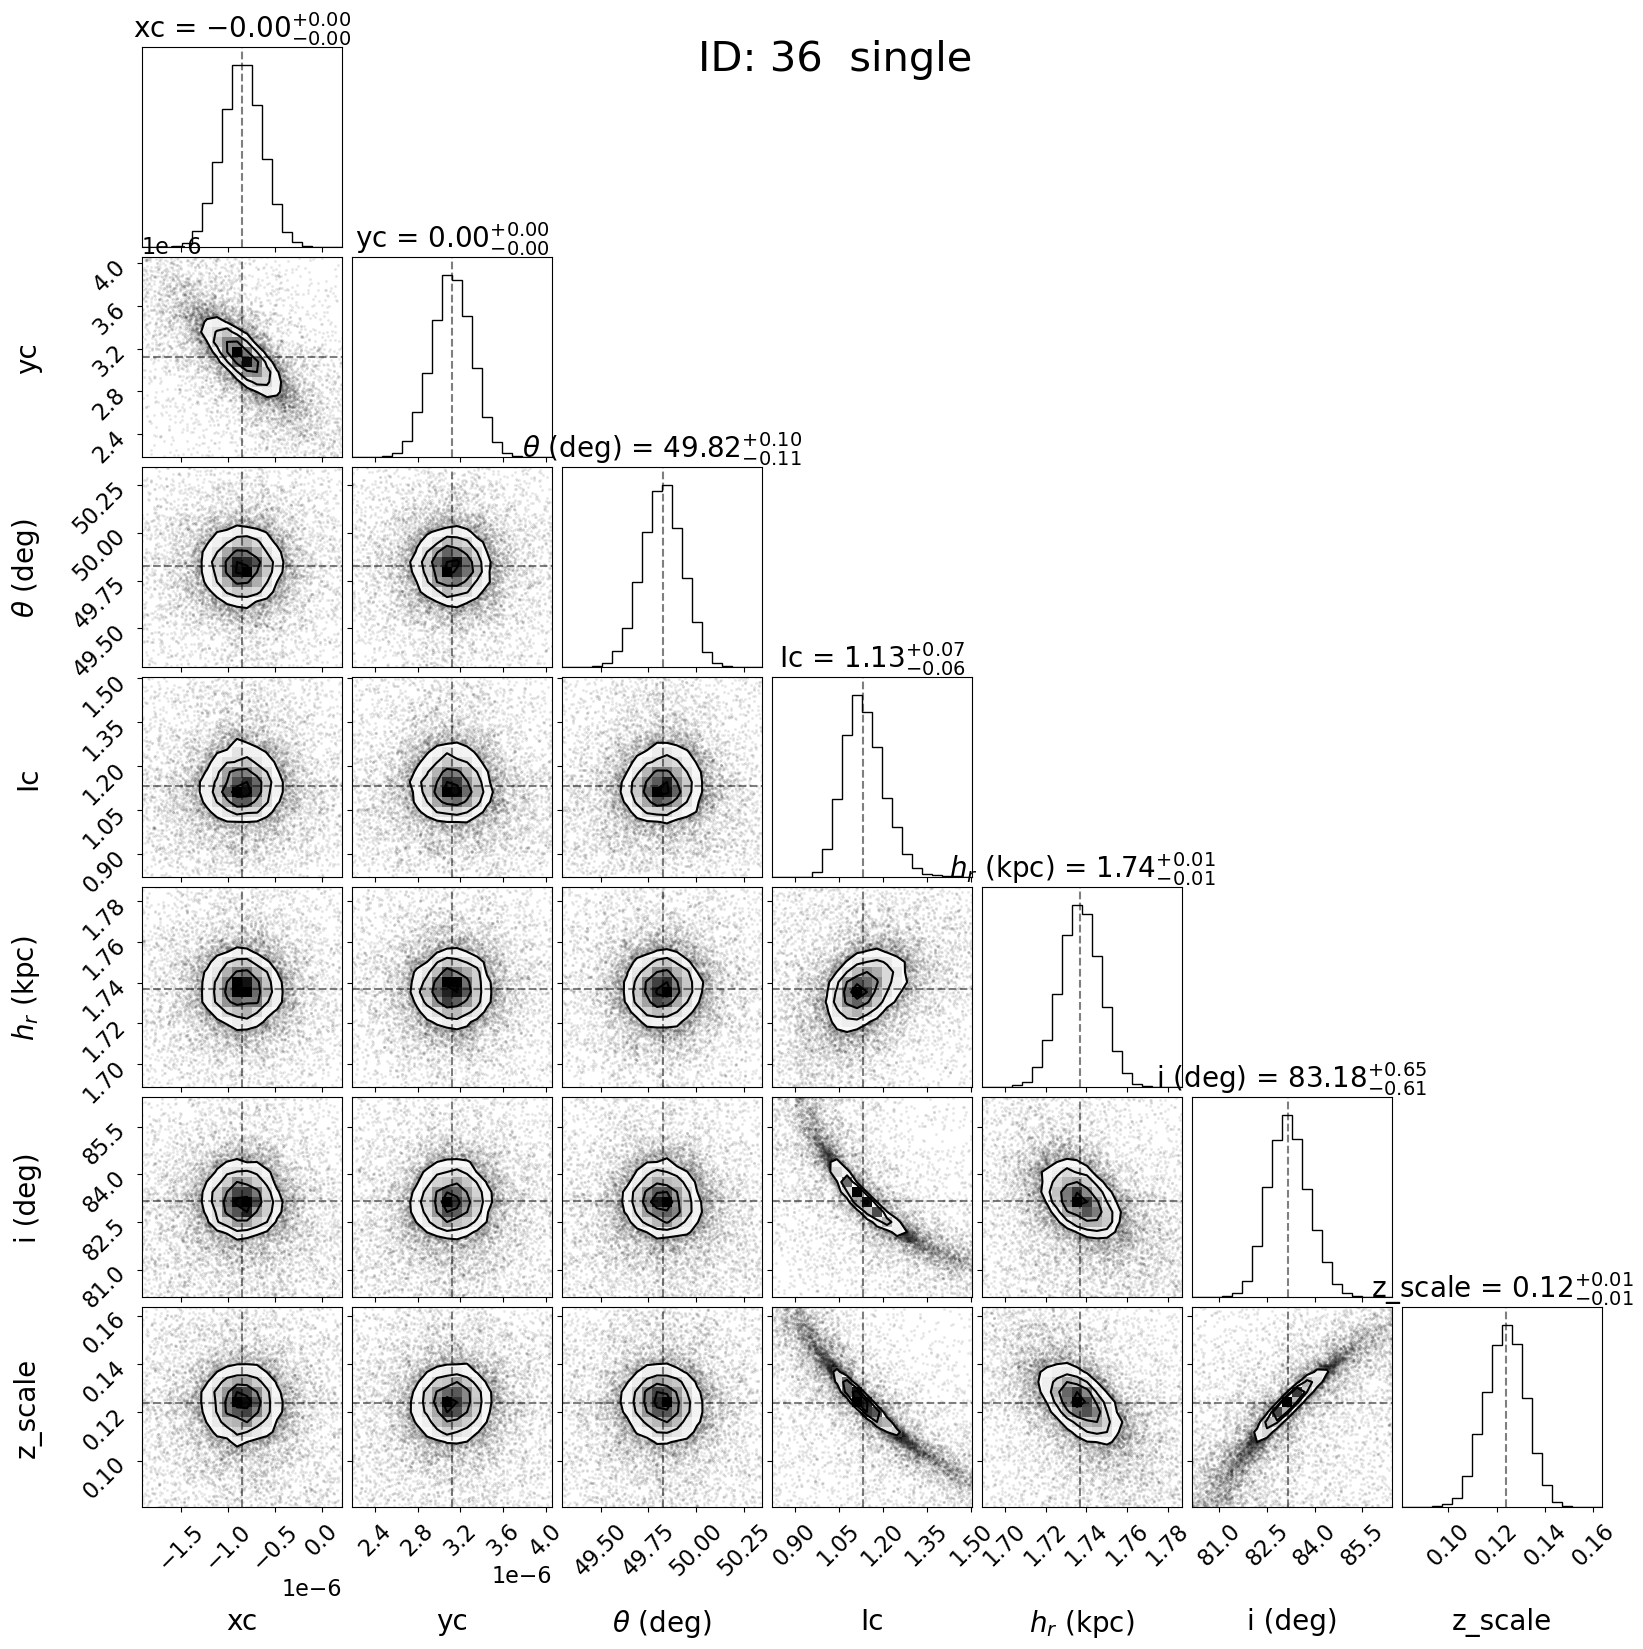 xc = −0.00+0.00−0.00
ID: 36  single
1e−6
yc = 0.00+0.00−0.00
yc
4.0
3.6
3.2
2.8
2.4
θ (deg) = 49.82+0.10−0.11
θ (deg)
50.25
50.00
49.75
49.50
Ic = 1.13+0.07−0.06
Ic
1.50
1.35
1.20
1.05
0.90
hr (kpc) = 1.74+0.01−0.01
hr (kpc)
1.78
1.76
1.74
1.72
1.70
i (deg) = 83.18+0.65−0.61
i (deg)
85.5
84.0
82.5
81.0
z_scale = 0.12+0.01−0.01
z_scale
0.16
0.14
0.12
0.10
−1.5 −1.0 −0.5 0.0 2.4 2.8 3.2 3.6 4.0 49.50 49.75 50.00 50.25 0.90 1.05 1.20 1.35 1.50 1.70 1.72 1.74 1.76 1.78 81.0 82.5 84.0 85.5 0.10 0.12 0.14 0.16
1e−6 1e−6
xc yc θ (deg) Ic hr (kpc) i (deg) z_scale